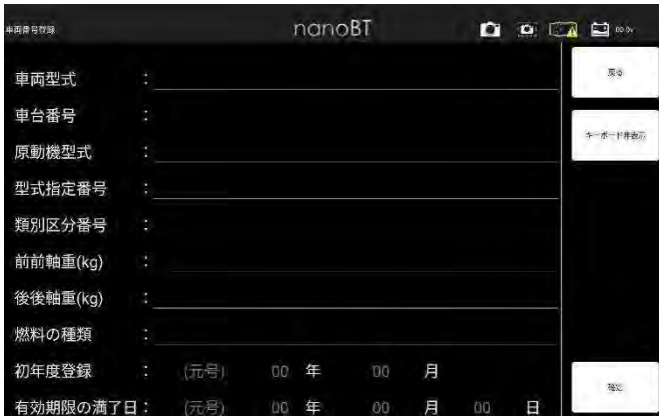 車両番号登録
nanoBT
00.0v
戻る
車両型式 :
車台番号 :
キーボード非表示
原動機型式 :
型式指定番号 :
類別区分番号 :
前前軸重(kg) :
後後軸重(kg) :
燃料の種類 :
初年度登録 : (元号) 00 年 00 月
確定
有効期限の満了日 : (元号) 00 年 00 月 00 日